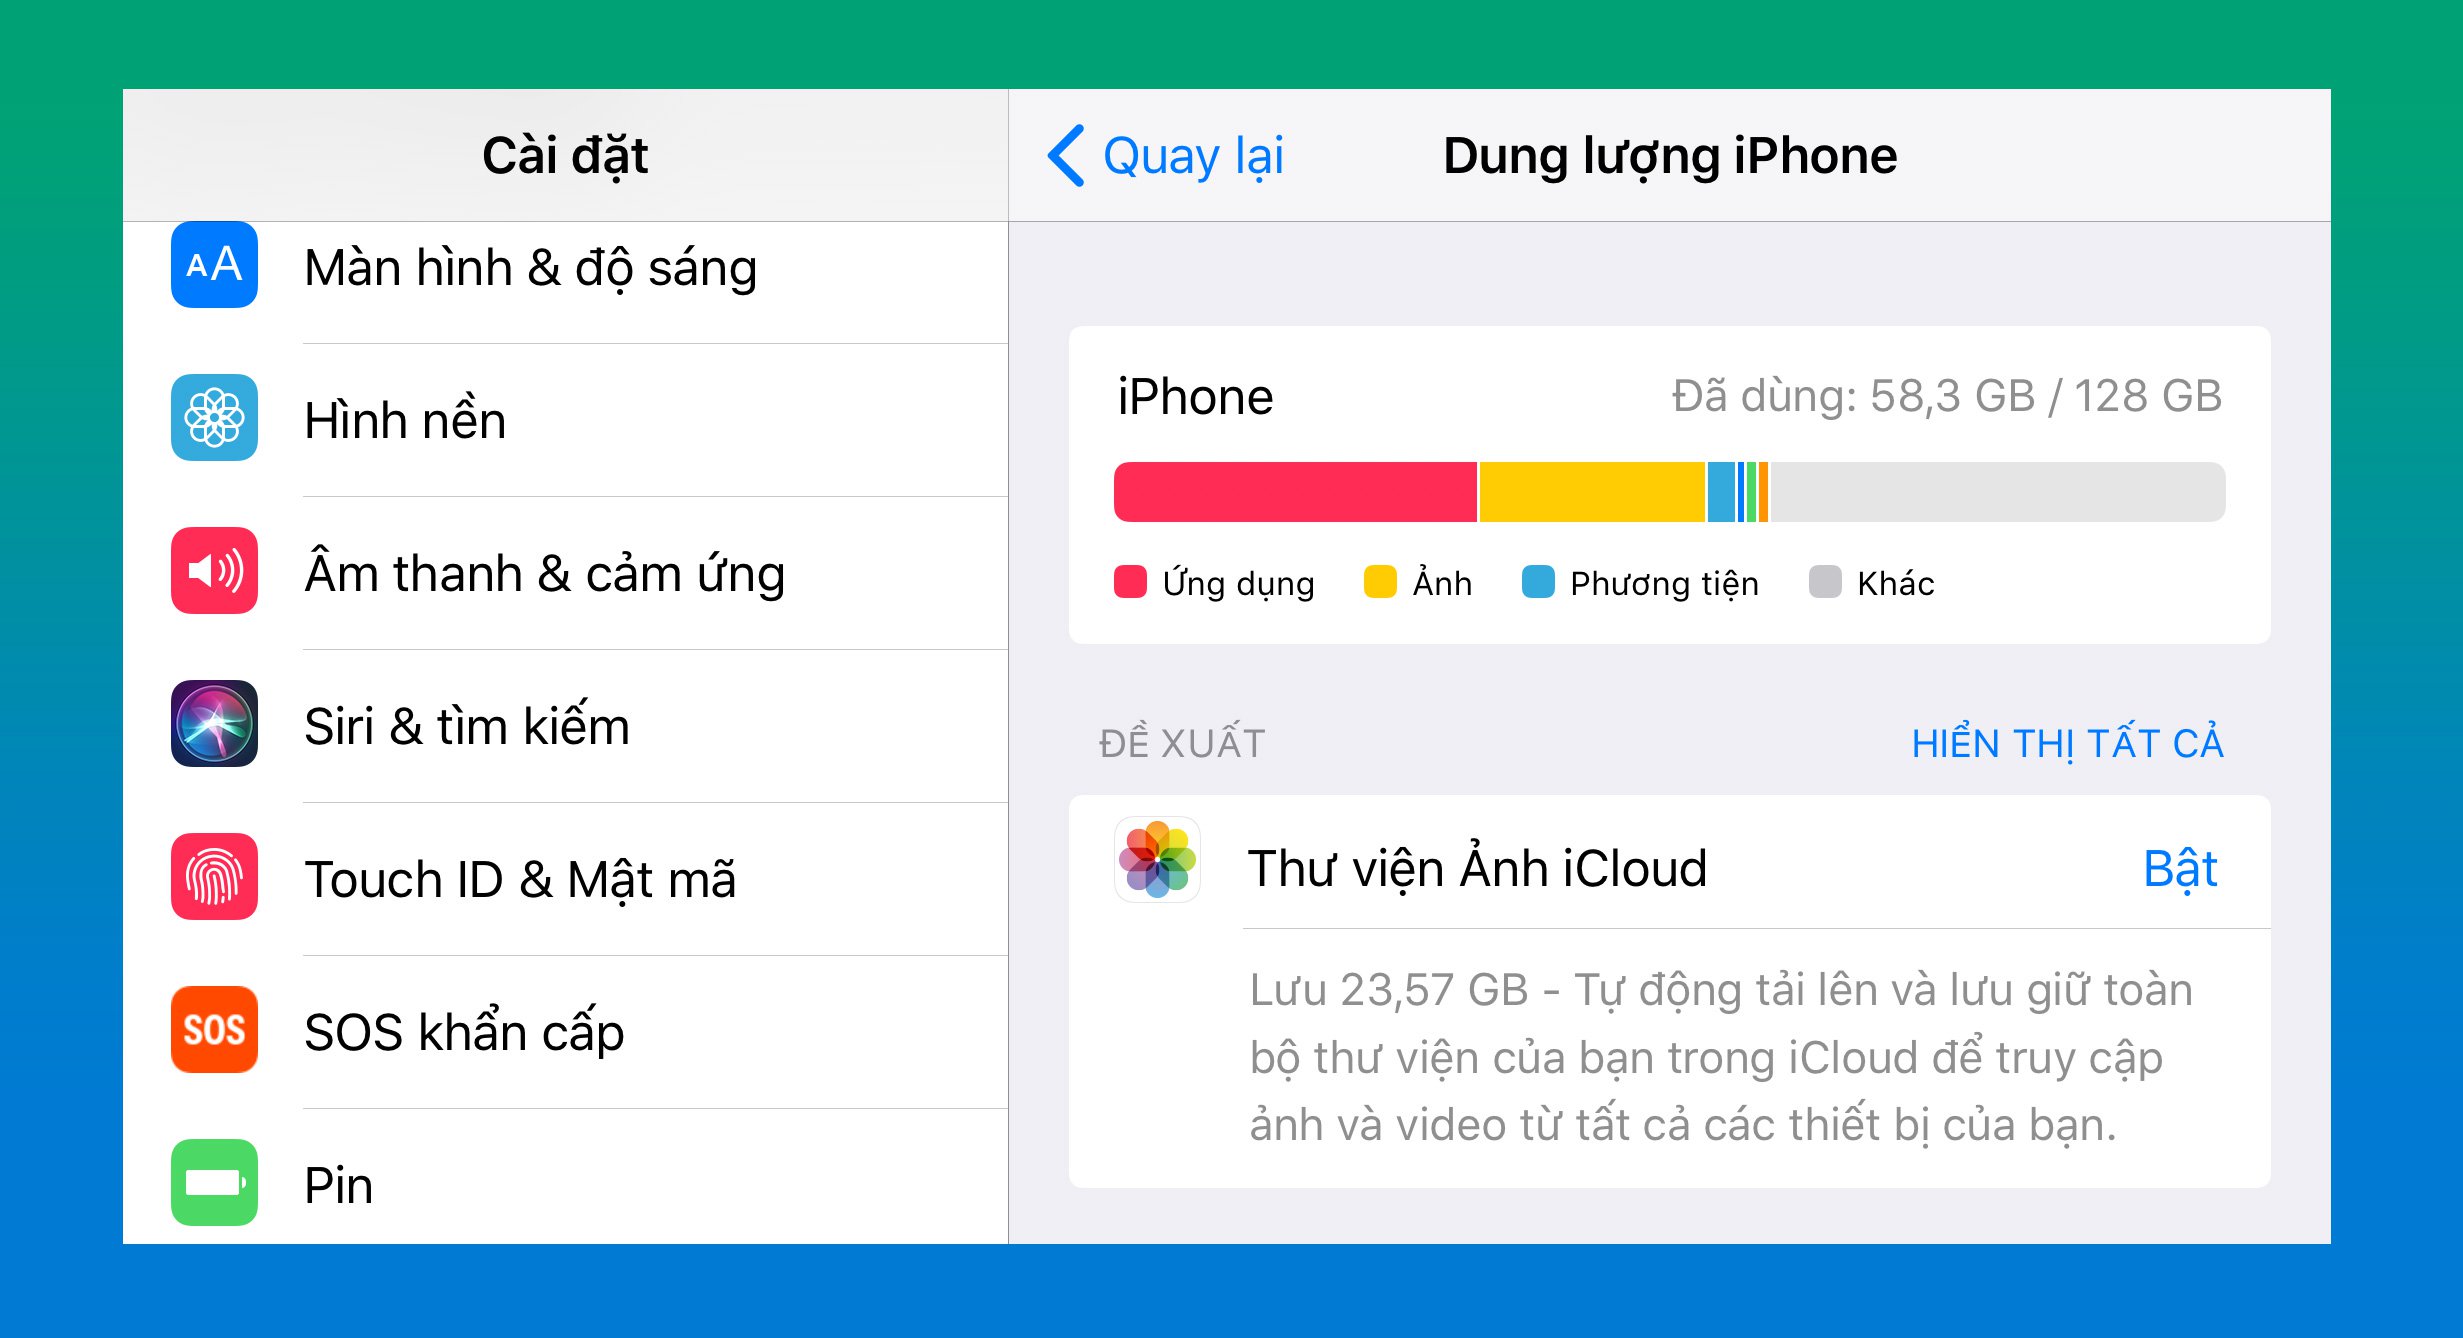 Cài đặt
AA Màn hình & độ sáng
Hình nền
Âm thanh & cảm ứng
Siri & tìm kiếm
Touch ID & Mật mã
SOS SOS khẩn cấp
Pin
Quay lại Dung lượng iPhone
iPhone Đã dùng: 58,3 GB / 128 GB
Ứng dụng Ảnh Phương tiện Khác
ĐỀ XUẤT HIỂN THỊ TẤT CẢ
Thư viện Ảnh iCloud Bật
Lưu 23,57 GB - Tự động tải lên và lưu giữ toàn
bộ thư viện của bạn trong iCloud để truy cập
ảnh và video từ tất cả các thiết bị của bạn.